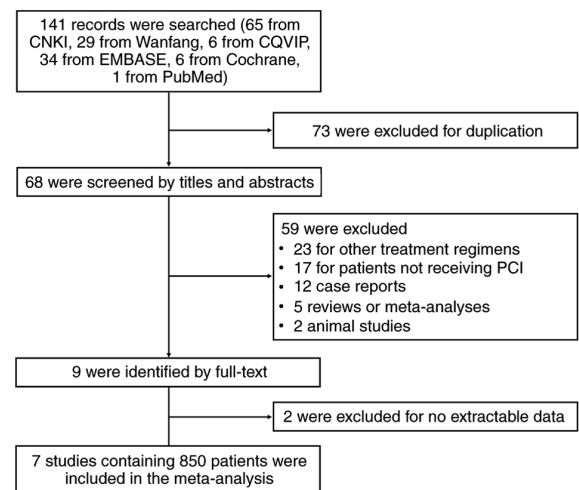 141 records were searched (65 from
CNKI, 29 from Wanfang, 6 from CQVIP,
34 from EMBASE, 6 from Cochrane,
1 from PubMed)
73 were excluded for duplication
68 were screened by titles and abstracts
59 were excluded
• 23 for other treatment regimens
• 17 for patients not receiving PCI
• 12 case reports
• 5 reviews or meta-analyses
• 2 animal studies
9 were identified by full-text
2 were excluded for no extractable data
7 studies containing 850 patients were
included in the meta-analysis